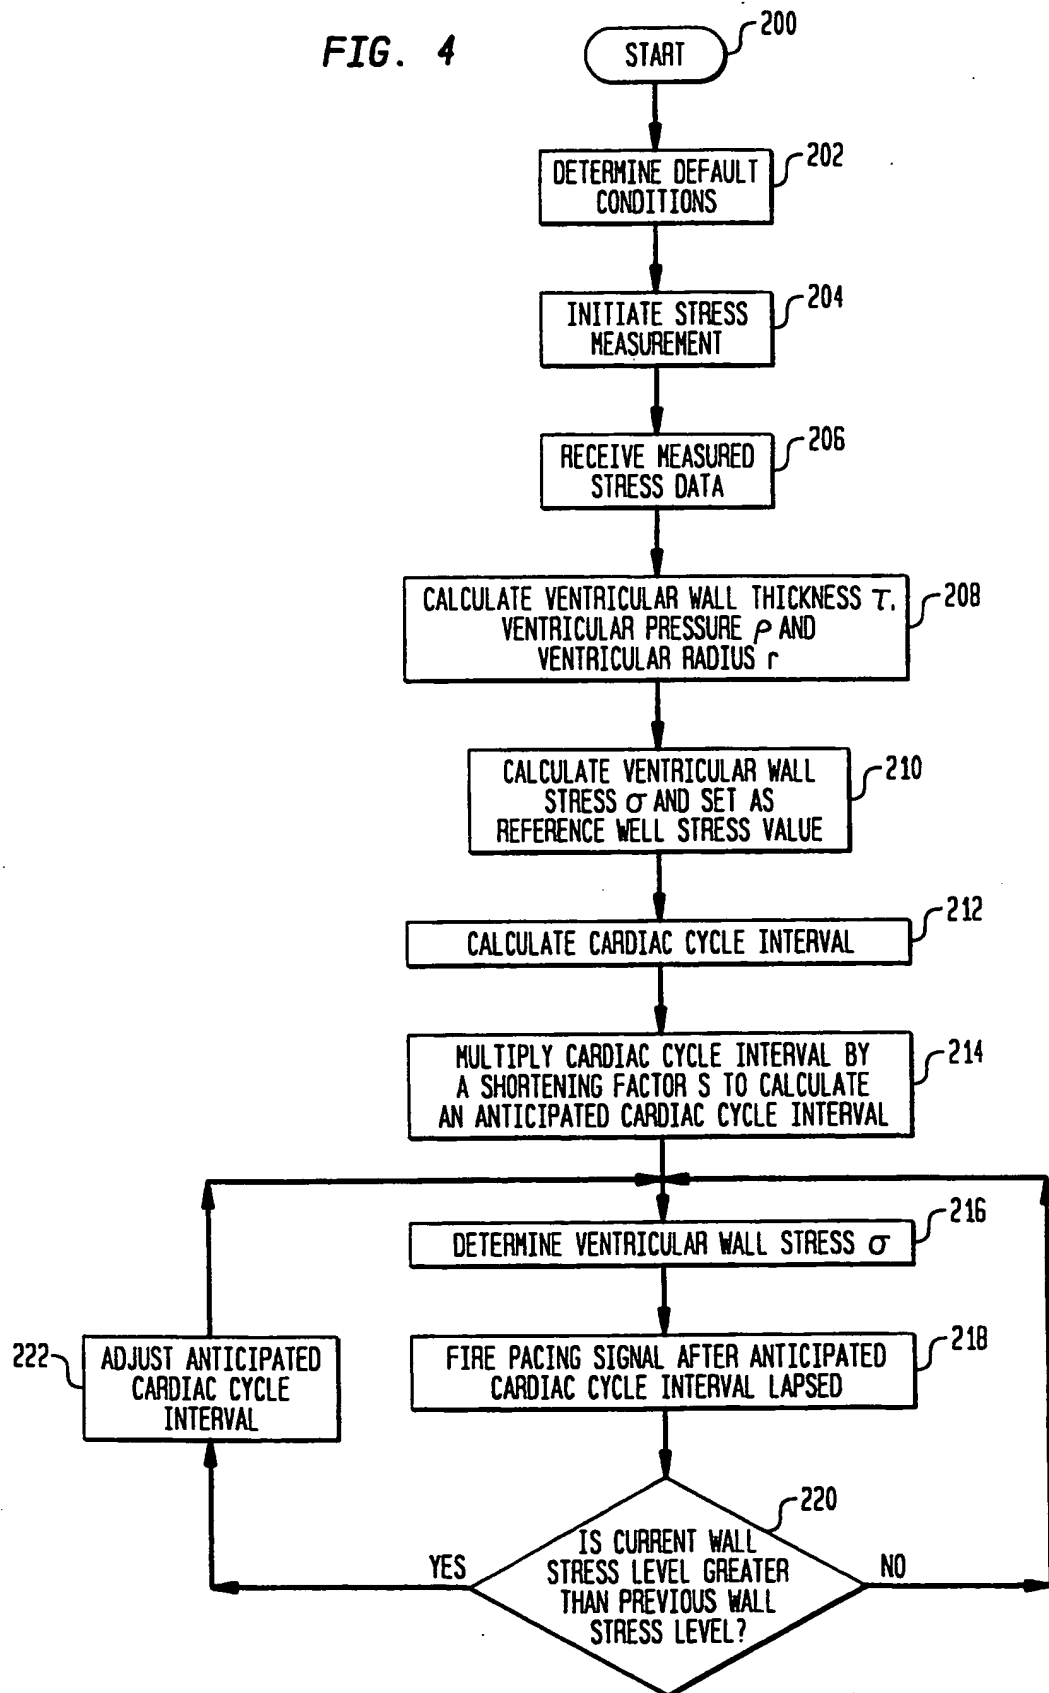 FIG. 4
START
200
DETERMINE DEFAULT
CONDITIONS
202
INITIATE STRESS
MEASUREMENT
204
RECEIVE MEASURED
STRESS DATA
206
CALCULATE VENTRICULAR WALL THICKNESS τ,
VENTRICULAR PRESSURE ρ AND
VENTRICULAR RADIUS r
208
CALCULATE VENTRICULAR WALL
STRESS σ AND SET AS
REFERENCE WELL STRESS VALUE
210
CALCULATE CARDIAC CYCLE INTERVAL
212
MULTIPLY CARDIAC CYCLE INTERVAL BY
A SHORTENING FACTOR S TO CALCULATE
AN ANTICIPATED CARDIAC CYCLE INTERVAL
214
DETERMINE VENTRICULAR WALL STRESS σ
216
FIRE PACING SIGNAL AFTER ANTICIPATED
CARDIAC CYCLE INTERVAL LAPSED
218
222
ADJUST ANTICIPATED
CARDIAC CYCLE
INTERVAL
220
IS CURRENT WALL
STRESS LEVEL GREATER
THAN PREVIOUS WALL
STRESS LEVEL?
YES
NO